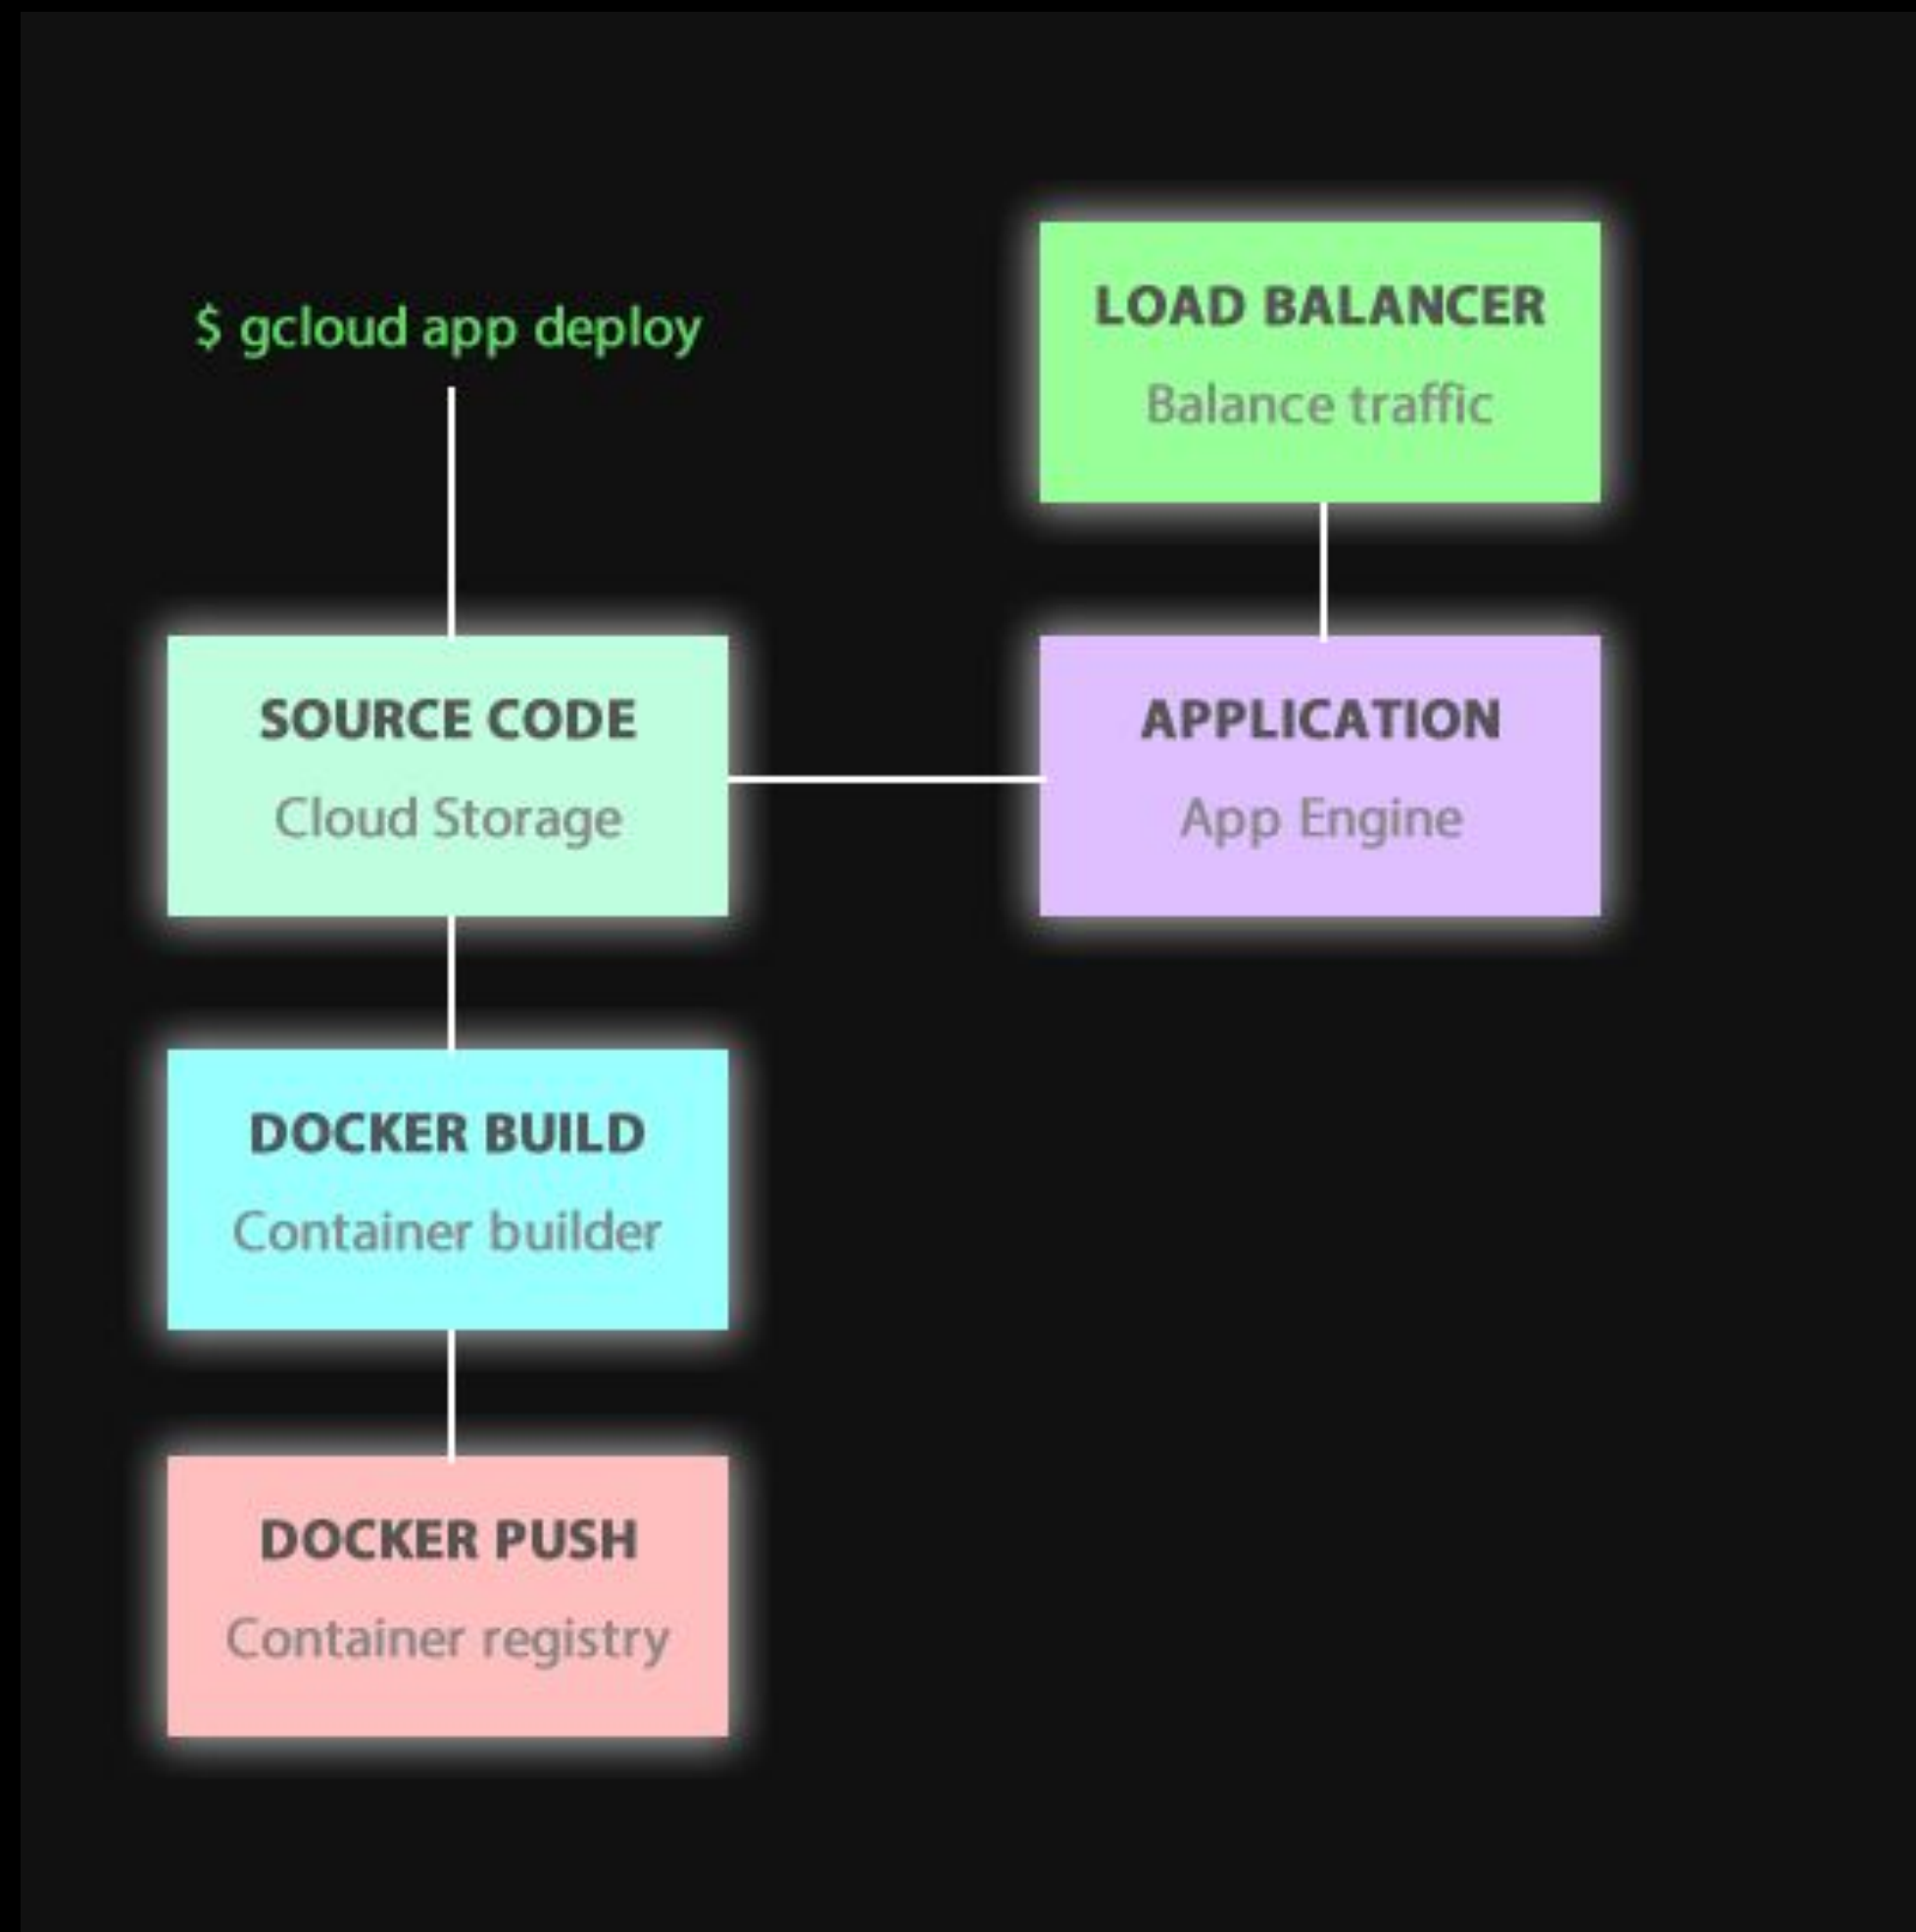 $ gcloud app deploy
LOAD BALANCER
Balance traffic
SOURCE CODE
Cloud Storage
APPLICATION
App Engine
DOCKER BUILD
Container builder
DOCKER PUSH
Container registry